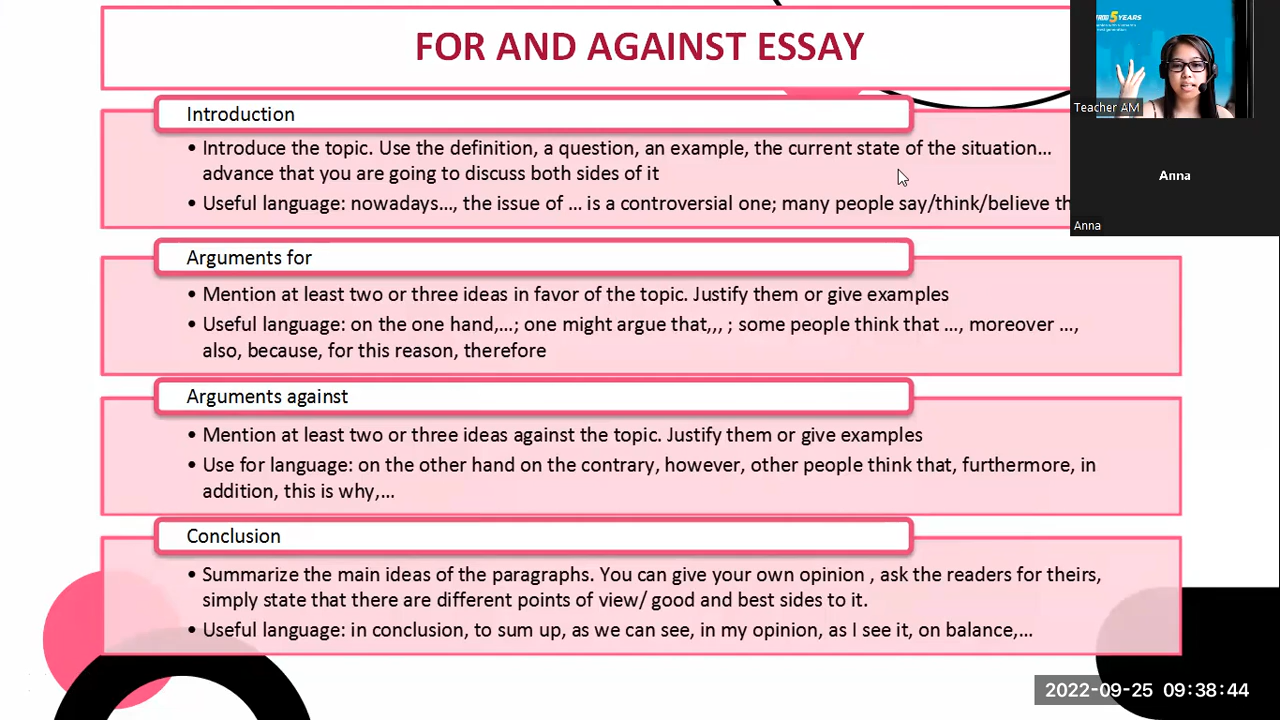 FOR AND AGAINST ESSAY
5 YEARS
Teacher AM
Anna
Anna
Introduction
• Introduce the topic. Use the definition, a question, an example, the current state of the situation…
advance that you are going to discuss both sides of it
• Useful language: nowadays…, the issue of … is a controversial one; many people say/think/believe
Arguments for
• Mention at least two or three ideas in favor of the topic. Justify them or give examples
• Useful language: on the one hand,…; one might argue that,,, ; some people think that …, moreover …,
also, because, for this reason, therefore
Arguments against
• Mention at least two or three ideas against the topic. Justify them or give examples
• Use for language: on the other hand on the contrary, however, other people think that, furthermore, in
addition, this is why,…
Conclusion
• Summarize the main ideas of the paragraphs. You can give your own opinion , ask the readers for theirs,
simply state that there are different points of view/ good and best sides to it.
• Useful language: in conclusion, to sum up, as we can see, in my opinion, as I see it, on balance,…
2022-09-25 09:38:44